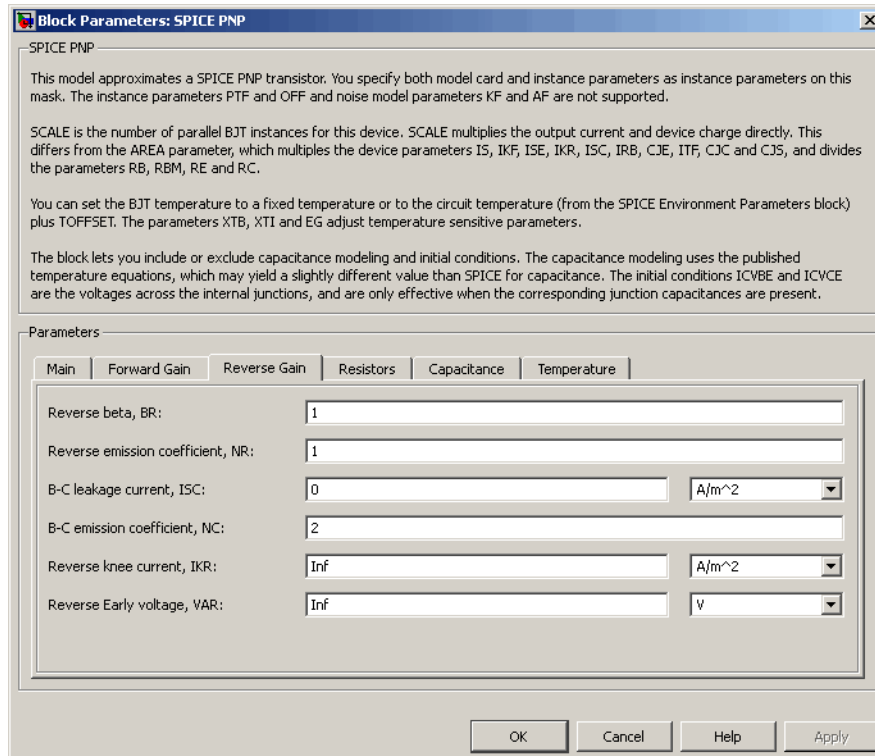 Block Parameters: SPICE PNP
SPICE PNP
This model approximates a SPICE PNP transistor. You specify both model card and instance parameters as instance parameters on this
mask. The instance parameters PTF and OFF and noise model parameters KF and AF are not supported.
SCALE is the number of parallel BJT instances for this device. SCALE multiplies the output current and device charge directly. This
differs from the AREA parameter, which multiples the device parameters IS, IKF, ISE, IKR, ISC, IRB, CJE, ITF, CJC and CJS, and divides
the parameters RB, RBM, RE and RC.
You can set the BJT temperature to a fixed temperature or to the circuit temperature (from the SPICE Environment Parameters block)
plus TOFFSET. The parameters XTB, XTI and EG adjust temperature sensitive parameters.
The block lets you include or exclude capacitance modeling and initial conditions. The capacitance modeling uses the published
temperature equations, which may yield a slightly different value than SPICE for capacitance. The initial conditions ICVBE and ICVCE
are the voltages across the internal junctions, and are only effective when the corresponding junction capacitances are present.
Parameters
Main Forward Gain Reverse Gain Resistors Capacitance Temperature
Reverse beta, BR: 1
Reverse emission coefficient, NR: 1
B-C leakage current, ISC: 0 A/m^2
B-C emission coefficient, NC: 2
Reverse knee current, IKR: Inf A/m^2
Reverse Early voltage, VAR: Inf V
OK Cancel Help Apply